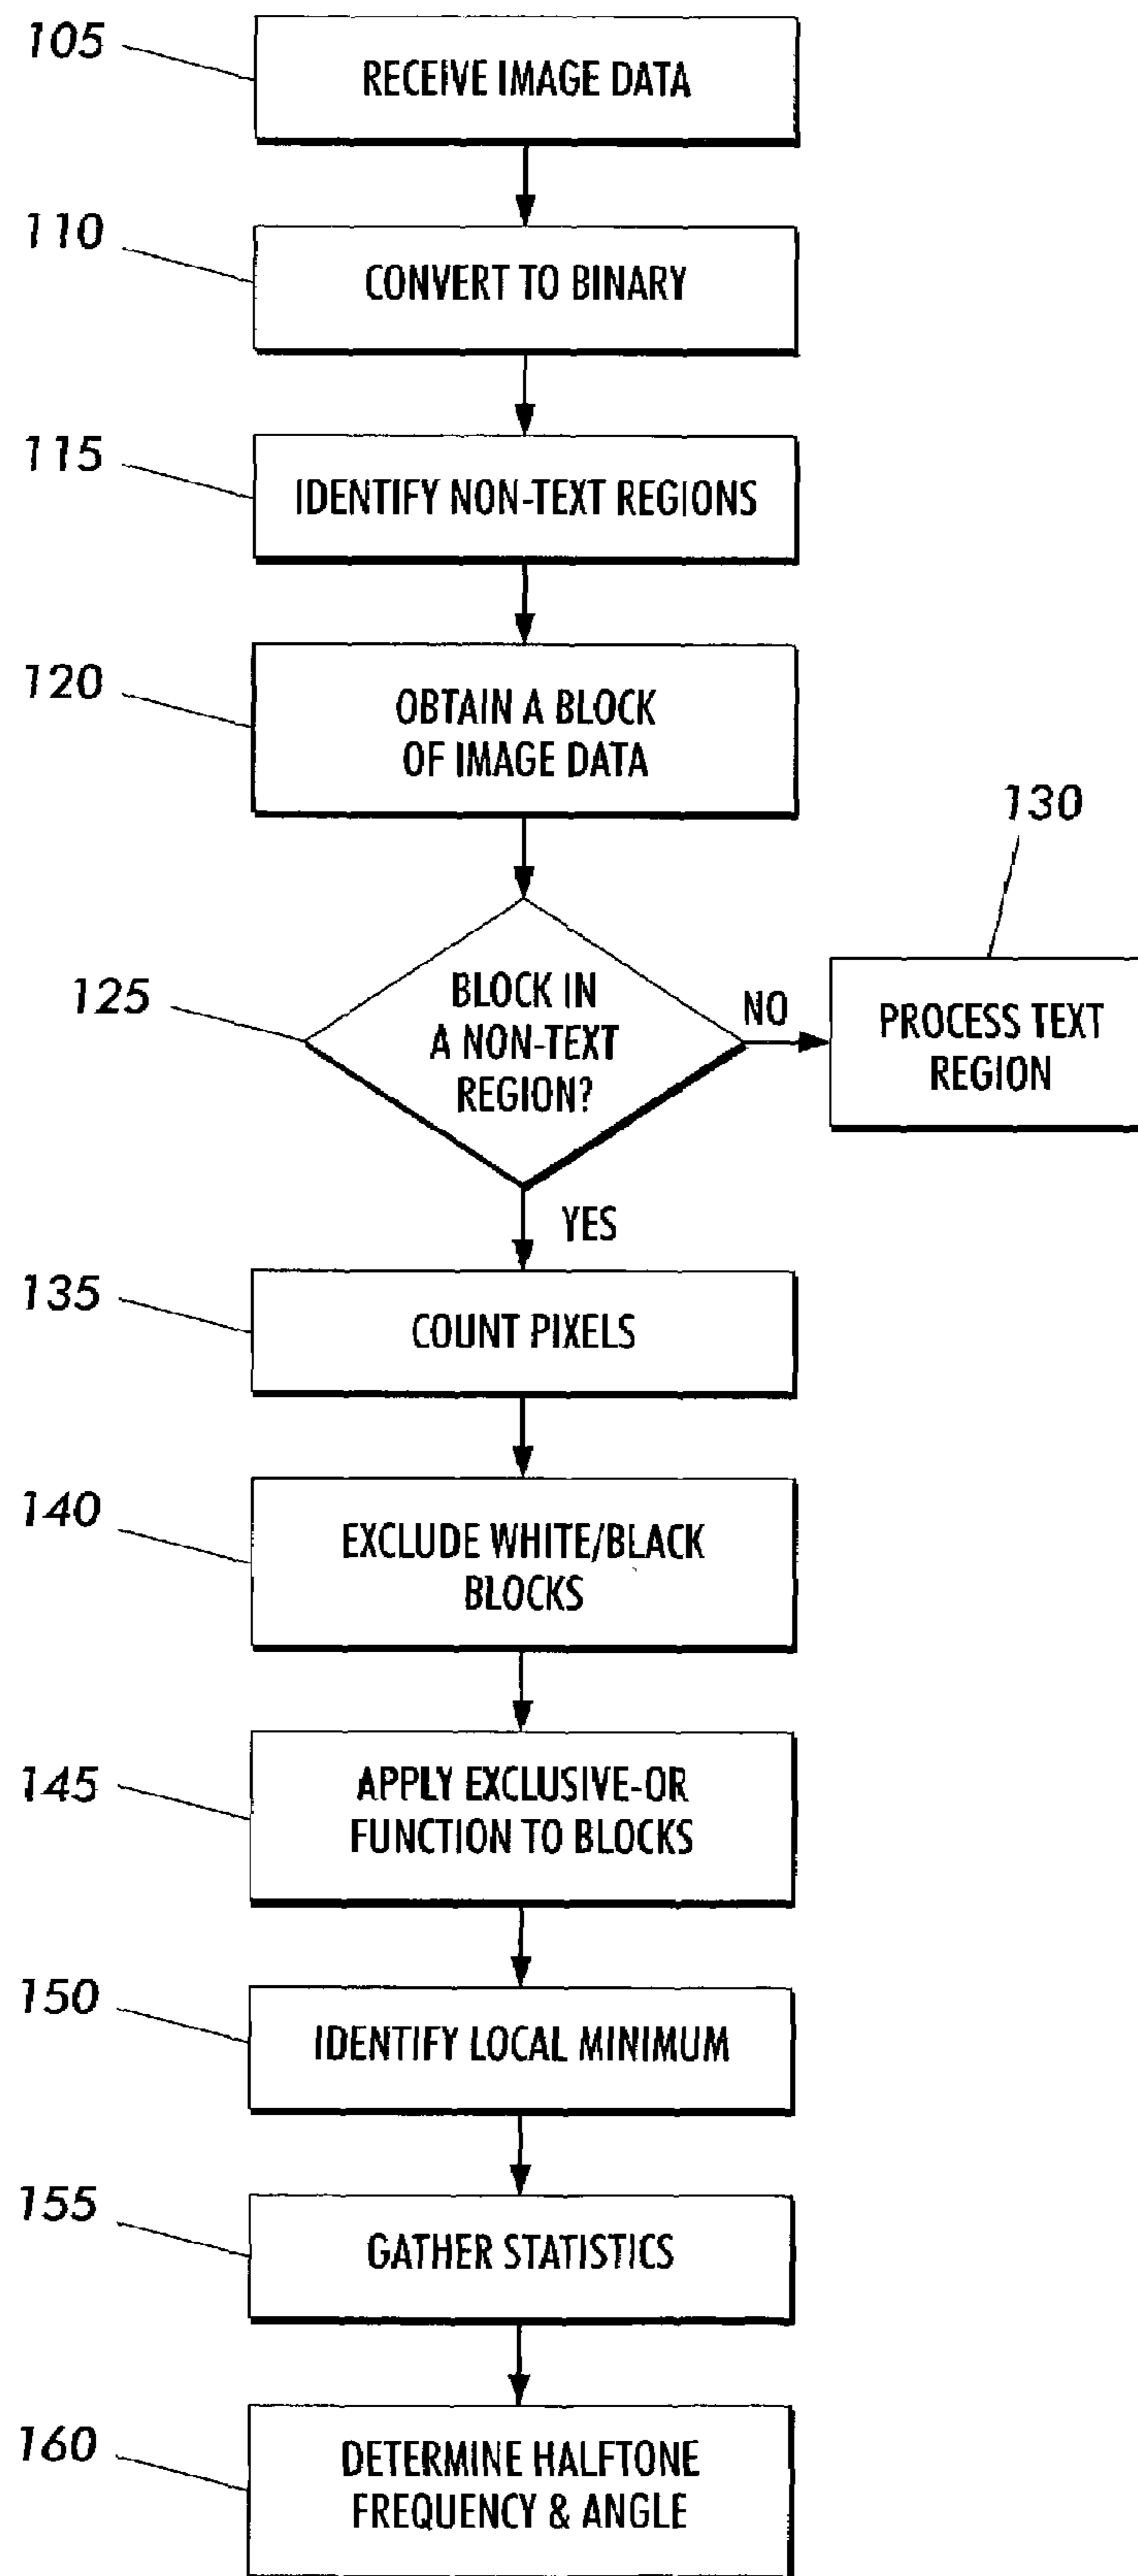 105
RECEIVE IMAGE DATA
110
CONVERT TO BINARY
115
IDENTIFY NON-TEXT REGIONS
120
OBTAIN A BLOCK
OF IMAGE DATA
130
125
BLOCK IN
A NON-TEXT
REGION?
NO
PROCESS TEXT
REGION
YES
135
COUNT PIXELS
140
EXCLUDE WHITE/BLACK
BLOCKS
145
APPLY EXCLUSIVE-OR
FUNCTION TO BLOCKS
150
IDENTIFY LOCAL MINIMUM
155
GATHER STATISTICS
160
DETERMINE HALFTONE
FREQUENCY & ANGLE